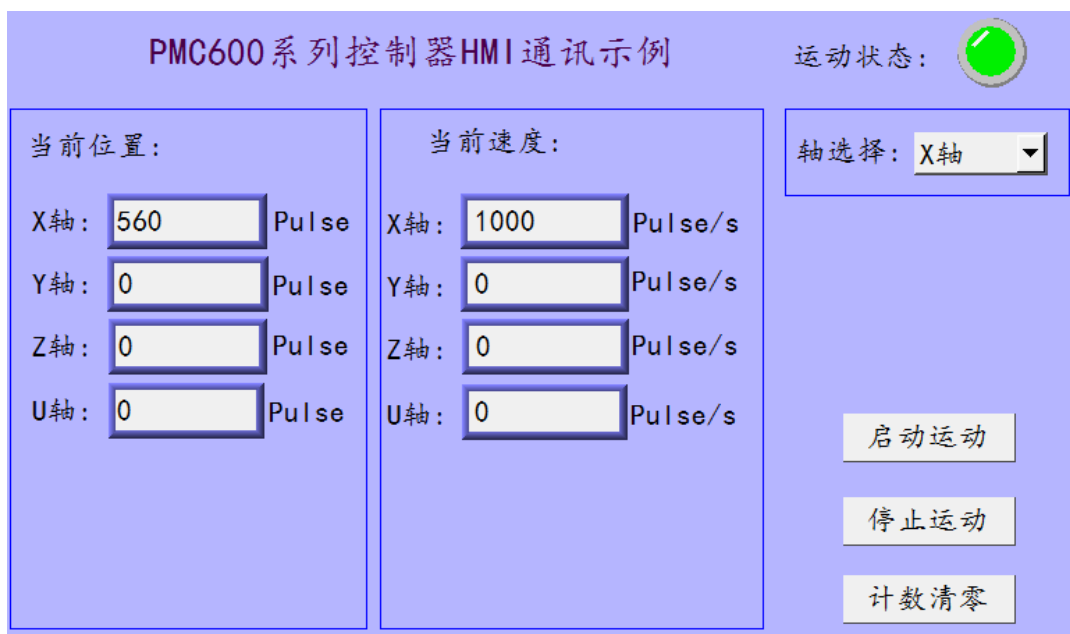 PMC600系列控制器HMI通讯示例
运动状态:
当前位置:
X轴: 560 Pulse
Y轴: 0 Pulse
Z轴: 0 Pulse
U轴: 0 Pulse
当前速度:
X轴: 1000 Pulse/s
Y轴: 0 Pulse/s
Z轴: 0 Pulse/s
U轴: 0 Pulse/s
轴选择: X轴
启动运动
停止运动
计数清零